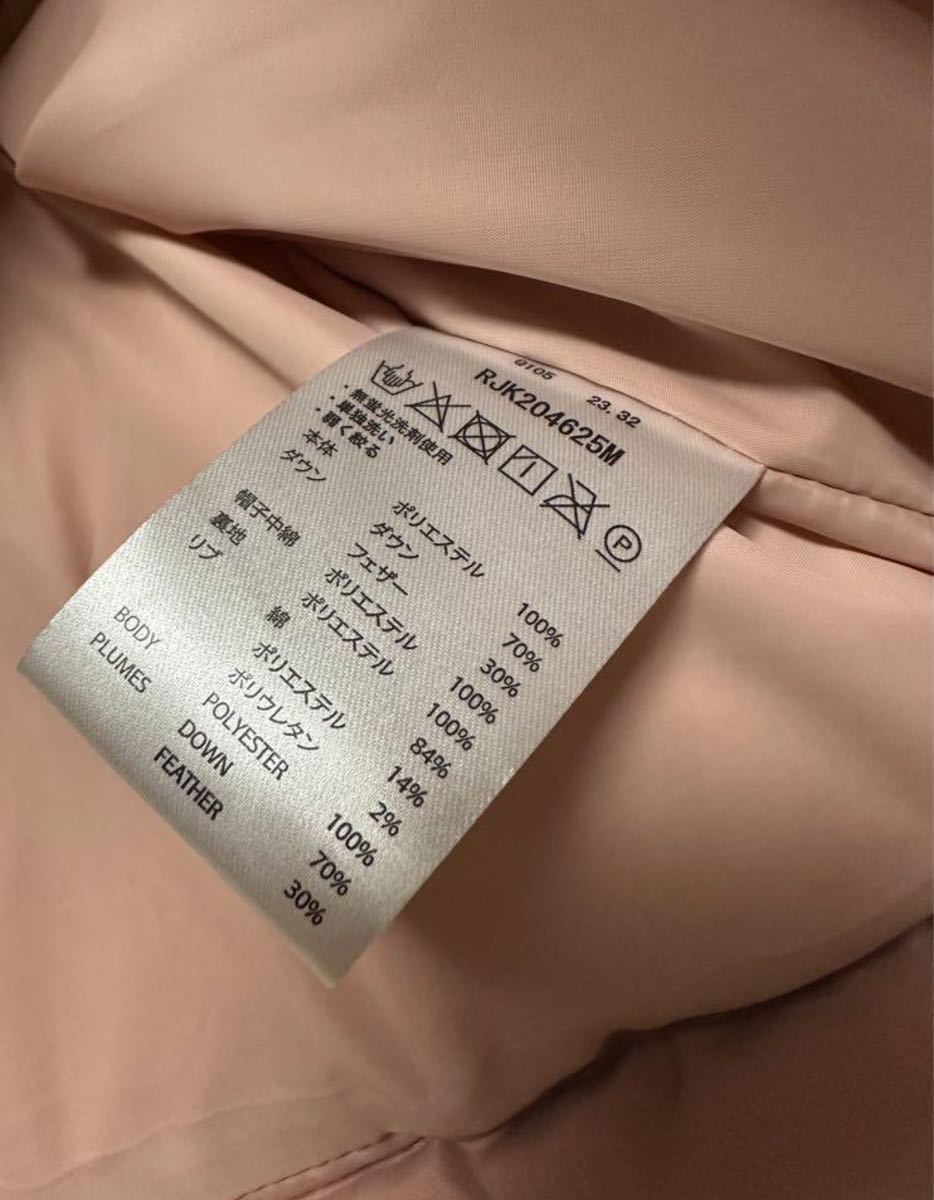 Q105 23.32
RJK204625M
P
・無蛍光洗剤使用
・単独洗い
・弱く絞る
本体 ポリエステル 100%
ダウン ダウン 70%
フェザー 30%
帽子中綿 ポリエステル 100%
裏地 ポリエステル 100%
リブ 綿 84%
ポリエステル 14%
ポリウレタン 2%
BODY POLYESTER 100%
PLUMES DOWN 70%
FEATHER 30%